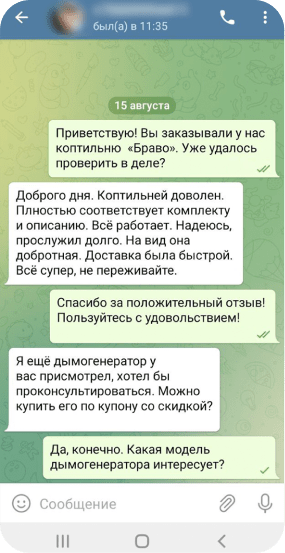 был(а) в 11:35
15 августа
Приветствую! Вы заказывали у нас
коптильню «Браво». Уже удалось
проверить в деле?
Доброго дня. Коптильней доволен.
Плностью соответствует комплекту
и описанию. Всё работает. Надеюсь,
прослужил долго. На вид она
добротная. Доставка была быстрой.
Всё супер, не переживайте.
Спасибо за положительный отзыв!
Пользуйтесь с удовольствием!
Я ещё дымогенератор у
вас присмотрел, хотел бы
проконсультироваться. Можно
купить его по купону со скидкой?
Да, конечно. Какая модель
дымогенератора интересует?
Сообщение